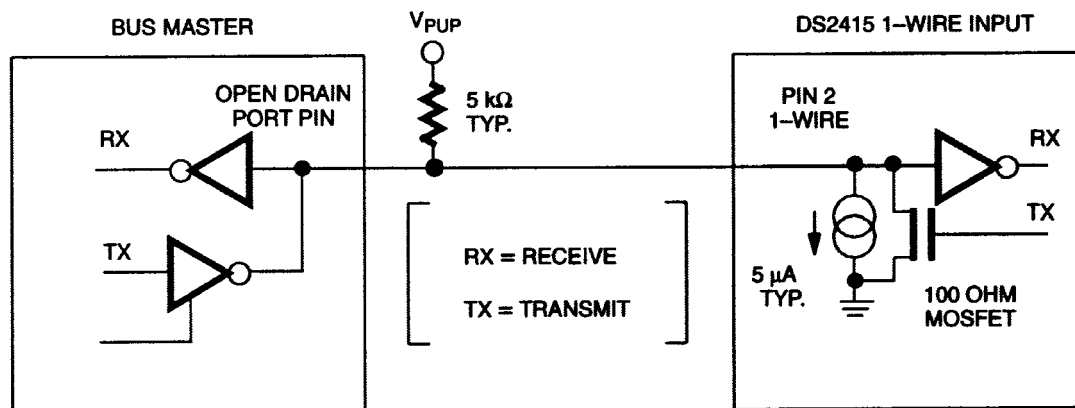 BUS MASTER
V_PUP
DS2415 1–WIRE INPUT
OPEN DRAIN
PORT PIN
5 kΩ
TYP.
PIN 2
1–WIRE
RX
RX
TX
TX
RX = RECEIVE
TX = TRANSMIT
5 μA
TYP.
100 OHM
MOSFET